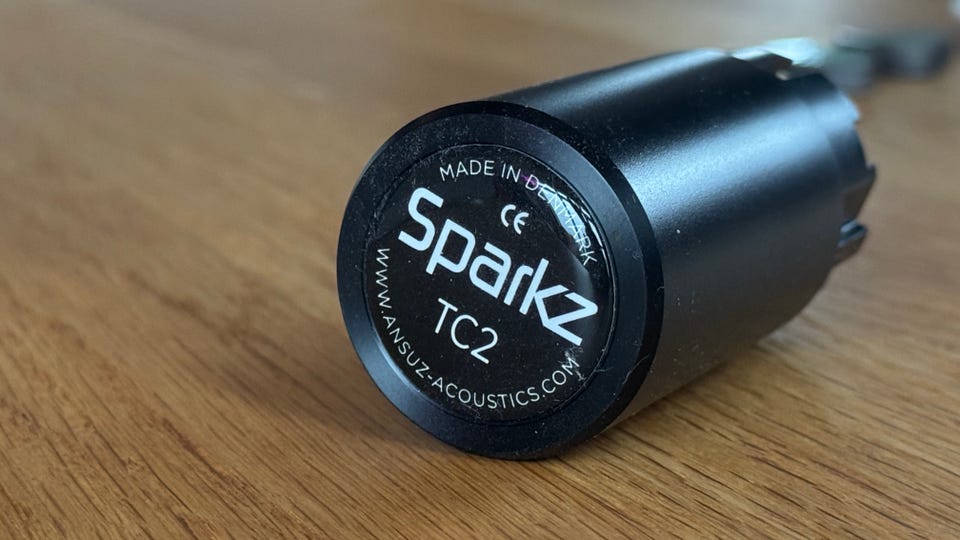 MADE IN DENMARK
CE
Sparkz
TC2
WWW.ANSUZ-ACOUSTICS.COM